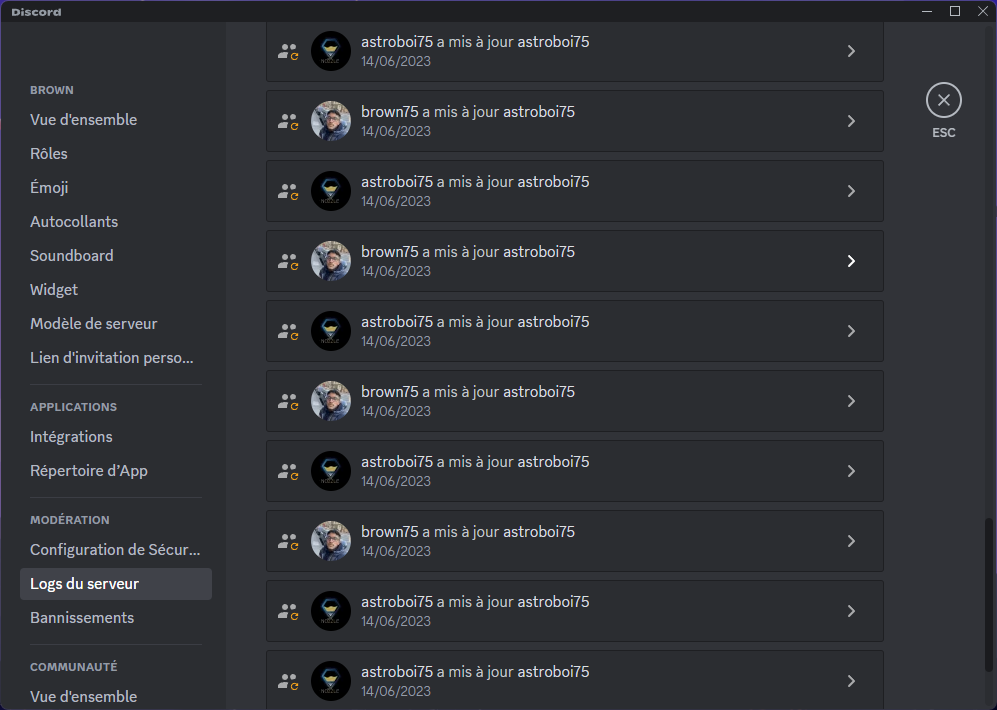 Discord
BROWN
Vue d'ensemble
Rôles
Émoji
Autocollants
Soundboard
Widget
Modèle de serveur
Lien d'invitation perso...
APPLICATIONS
Intégrations
Répertoire d’App
MODÉRATION
Configuration de Sécur...
Logs du serveur
Bannissements
COMMUNAUTÉ
Vue d'ensemble
astroboi75 a mis à jour astroboi75
14/06/2023
brown75 a mis à jour astroboi75
14/06/2023
astroboi75 a mis à jour astroboi75
14/06/2023
brown75 a mis à jour astroboi75
14/06/2023
astroboi75 a mis à jour astroboi75
14/06/2023
brown75 a mis à jour astroboi75
14/06/2023
astroboi75 a mis à jour astroboi75
14/06/2023
brown75 a mis à jour astroboi75
14/06/2023
astroboi75 a mis à jour astroboi75
14/06/2023
astroboi75 a mis à jour astroboi75
14/06/2023
ESC